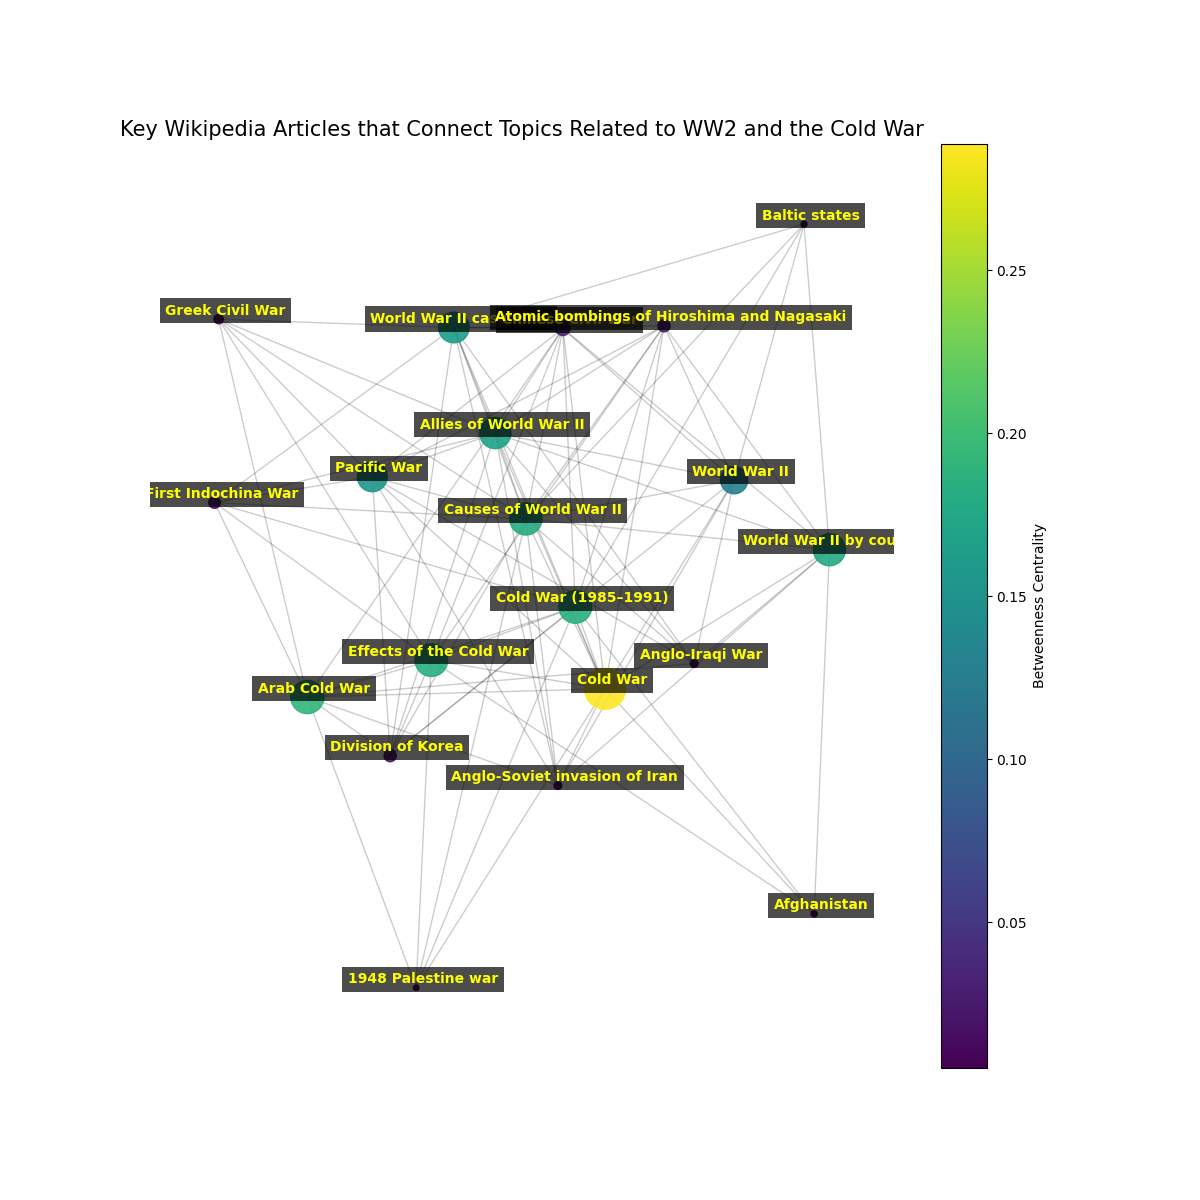 Key Wikipedia Articles that Connect Topics Related to WW2 and the Cold War
Baltic states
Greek Civil War
World War II
Atomic bombings of Hiroshima and Nagasaki
Allies of World War II
Pacific War
World War II
First Indochina War
Causes of World War II
World War II by cou
Cold War (1985–1991)
Effects of the Cold War
Anglo-Iraqi War
Arab Cold War
Cold War
Division of Korea
Anglo-Soviet invasion of Iran
Afghanistan
1948 Palestine war
0.25
0.20
0.15
0.10
0.05
Betweenness Centrality